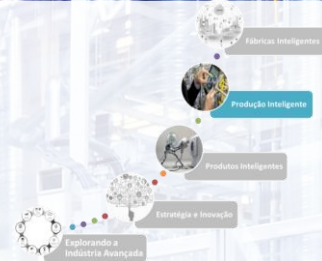 Fábricas Inteligentes
Produção Inteligente
Produtos Inteligentes
Estratégia e Inovação
Explorando a
Indústria Avançada